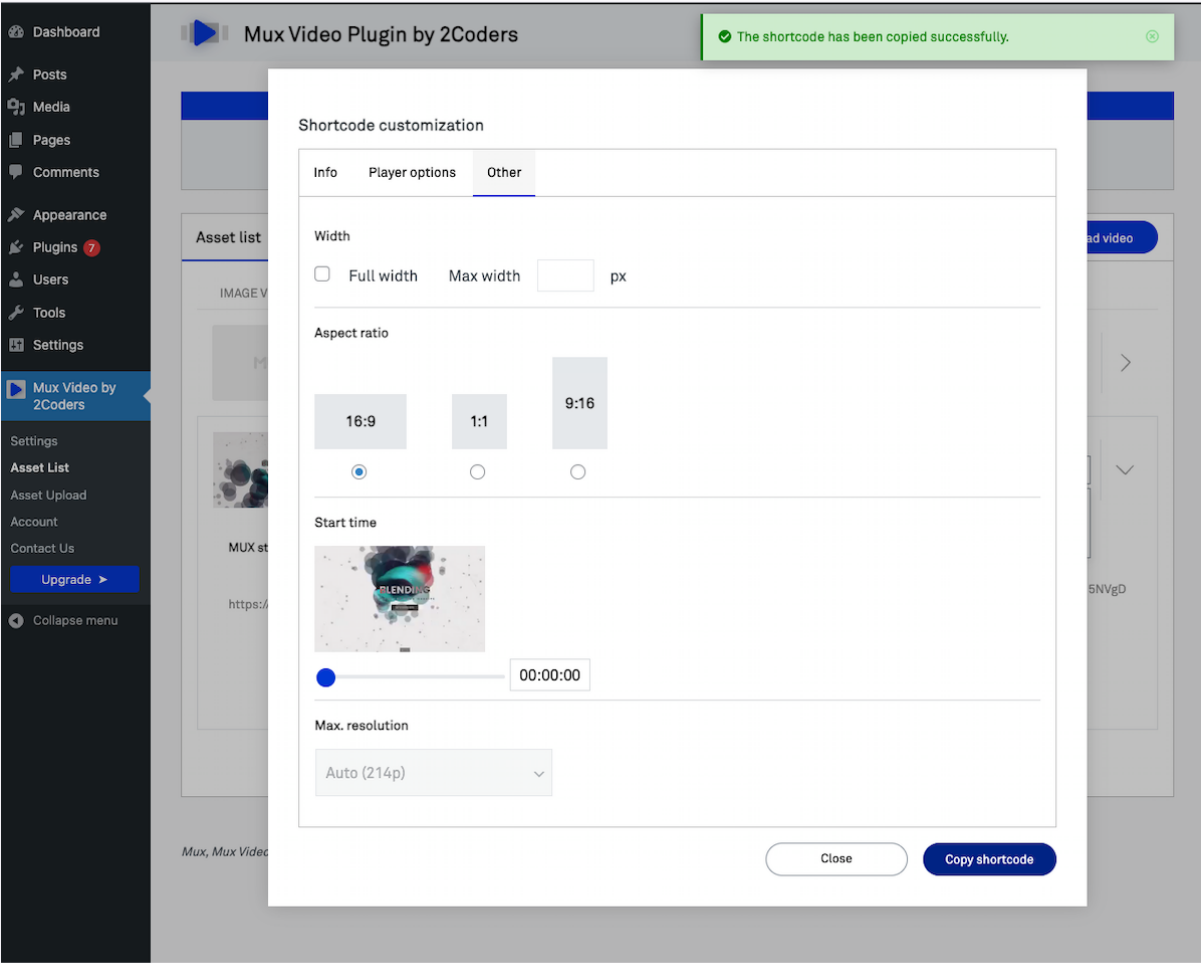 Dashboard
Posts
Media
Pages
Comments
Appearance
Plugins 7
Users
Tools
Settings
Mux Video by
2Coders
Settings
Asset List
Asset Upload
Account
Contact Us
Upgrade ➤
Collapse menu
Mux Video Plugin by 2Coders
The shortcode has been copied successfully.
Asset list
ad video
IMAGE V
M
MUX st
https:/
5NVgD
Mux, Mux Video
Shortcode customization
Info Player options Other
Width
Full width Max width px
Aspect ratio
16:9 1:1 9:16
Start time
BLENDING
00:00:00
Max. resolution
Auto (214p)
Close Copy shortcode